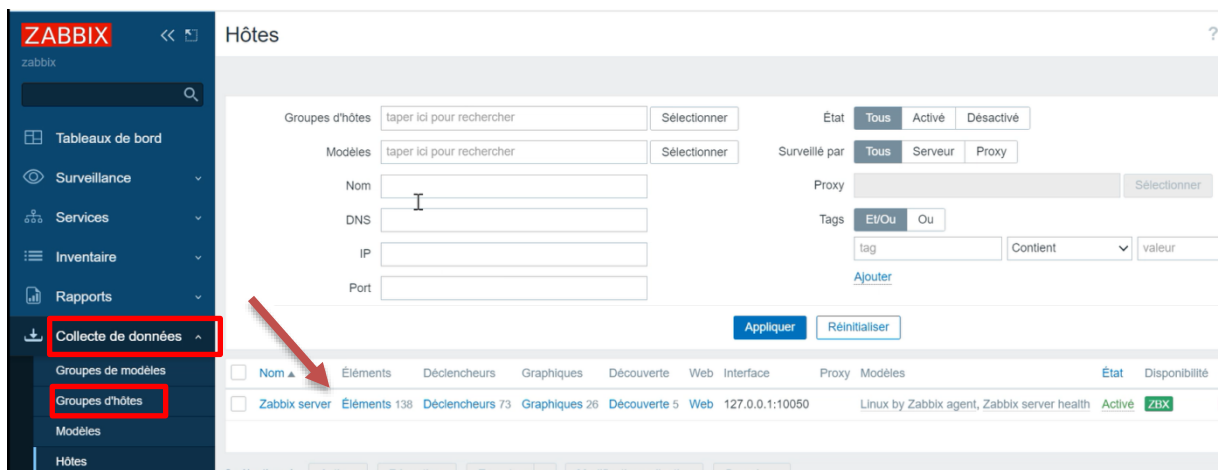 ZABBIX
zabbix
Tableaux de bord
Surveillance
Services
Inventaire
Rapports
Collecte de données
Groupes de modèles
Groupes d'hôtes
Modèles
Hôtes
Hôtes
?
Groupes d'hôtes taper ici pour rechercher Sélectionner
Modèles taper ici pour rechercher Sélectionner
Nom
DNS
IP
Port
État Tous Activé Désactivé
Surveillé par Tous Serveur Proxy
Proxy Sélectionner
Tags Et/Ou Ou
tag Contient valeur
Ajouter
Appliquer Réinitialiser
Nom Éléments Déclencheurs Graphiques Découverte Web Interface Proxy Modèles État Disponibilité
Zabbix server Éléments 138 Déclencheurs 73 Graphiques 26 Découverte 5 Web 127.0.0.1:10050 Linux by Zabbix agent, Zabbix server health Activé ZBX